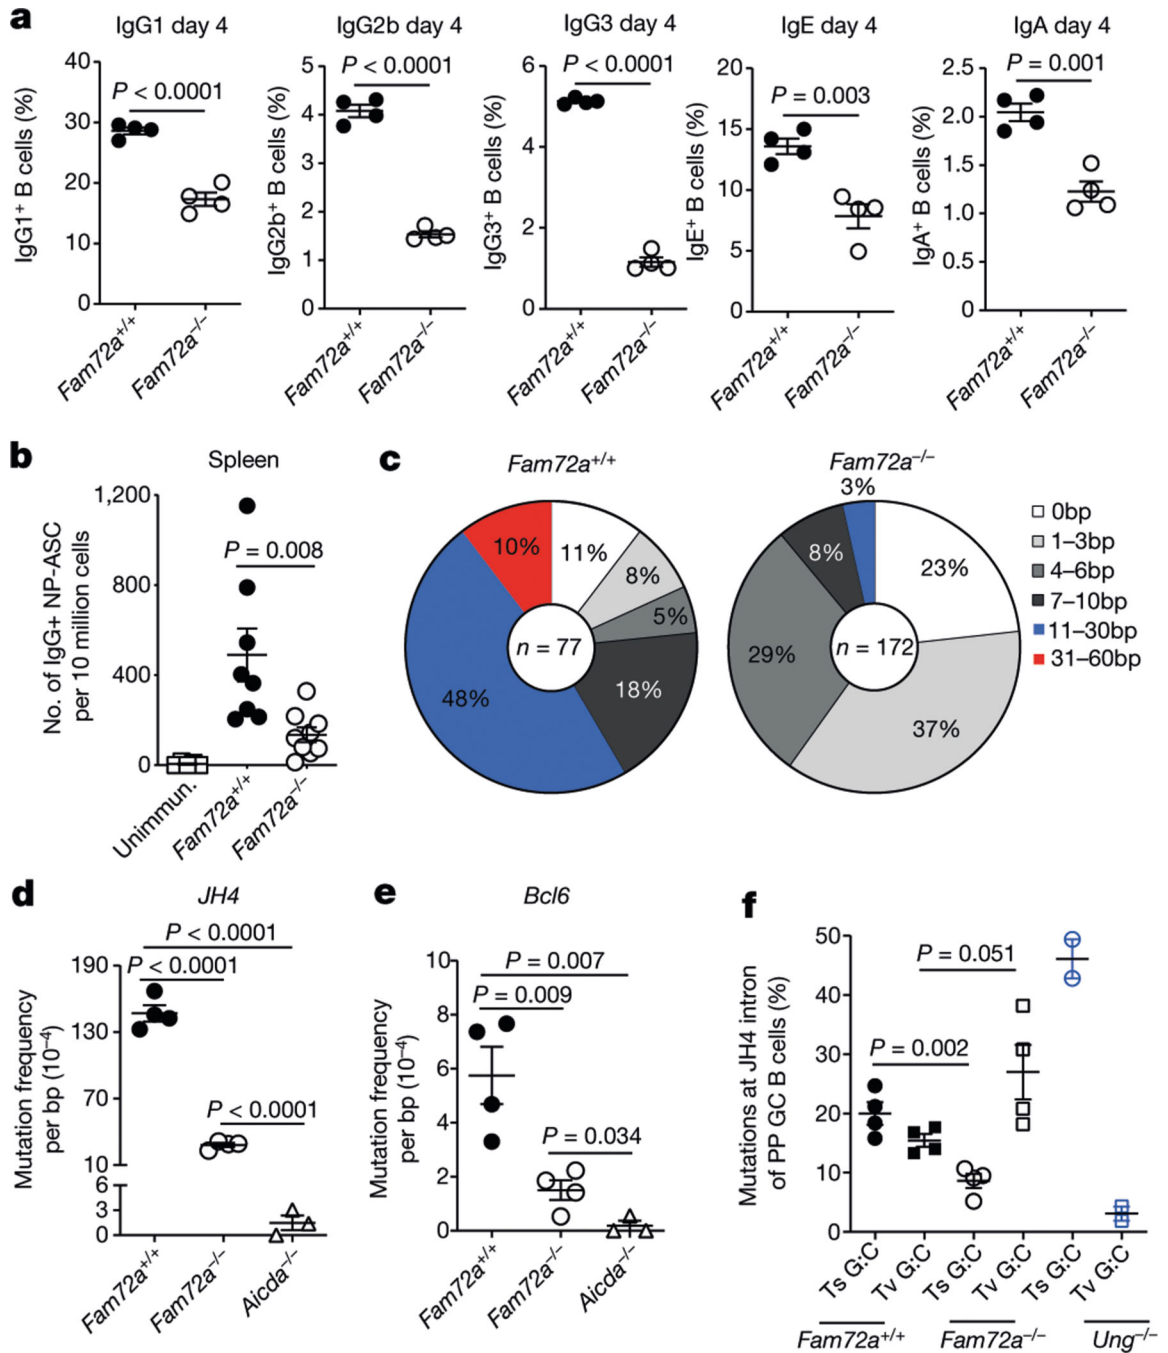 a
IgG1 day 4
IgG2b day 4
IgG3 day 4
IgE day 4
IgA day 4
IgG1⁺ B cells (%)
40
30
20
10
0
P < 0.0001
Fam72a⁺/⁺
Fam72a⁻/⁻
IgG2b⁺ B cells (%)
5
4
3
2
1
0
P < 0.0001
Fam72a⁺/⁺
Fam72a⁻/⁻
IgG3⁺ B cells (%)
6
4
2
0
P < 0.0001
Fam72a⁺/⁺
Fam72a⁻/⁻
IgE⁺ B cells (%)
20
15
10
5
0
P = 0.003
Fam72a⁺/⁺
Fam72a⁻/⁻
IgA⁺ B cells (%)
2.5
2.0
1.5
1.0
0.5
0
P = 0.001
Fam72a⁺/⁺
Fam72a⁻/⁻
b
Spleen
No. of IgG+ NP-ASC
per 10 million cells
1,200
800
400
0
P = 0.008
Unimmun.
Fam72a⁺/⁺
Fam72a⁻/⁻
c
Fam72a⁺/⁺
11%
8%
5%
18%
48%
10%
n = 77
Fam72a⁻/⁻
3%
23%
37%
29%
8%
n = 172
0bp
1–3bp
4–6bp
7–10bp
11–30bp
31–60bp
d
JH4
Mutation frequency
per bp (10⁻⁴)
190
130
70
10
6
3
0
P < 0.0001
P < 0.0001
P < 0.0001
Fam72a⁺/⁺
Fam72a⁻/⁻
Aicda⁻/⁻
e
Bcl6
Mutation frequency
per bp (10⁻⁴)
10
8
6
4
2
0
P = 0.007
P = 0.009
P = 0.034
Fam72a⁺/⁺
Fam72a⁻/⁻
Aicda⁻/⁻
f
Mutations at JH4 intron
of PP GC B cells (%)
50
40
30
20
10
0
P = 0.051
P = 0.002
Ts G:C
Tv G:C
Ts G:C
Tv G:C
Ts G:C
Tv G:C
Fam72a⁺/⁺
Fam72a⁻/⁻
Ung⁻/⁻